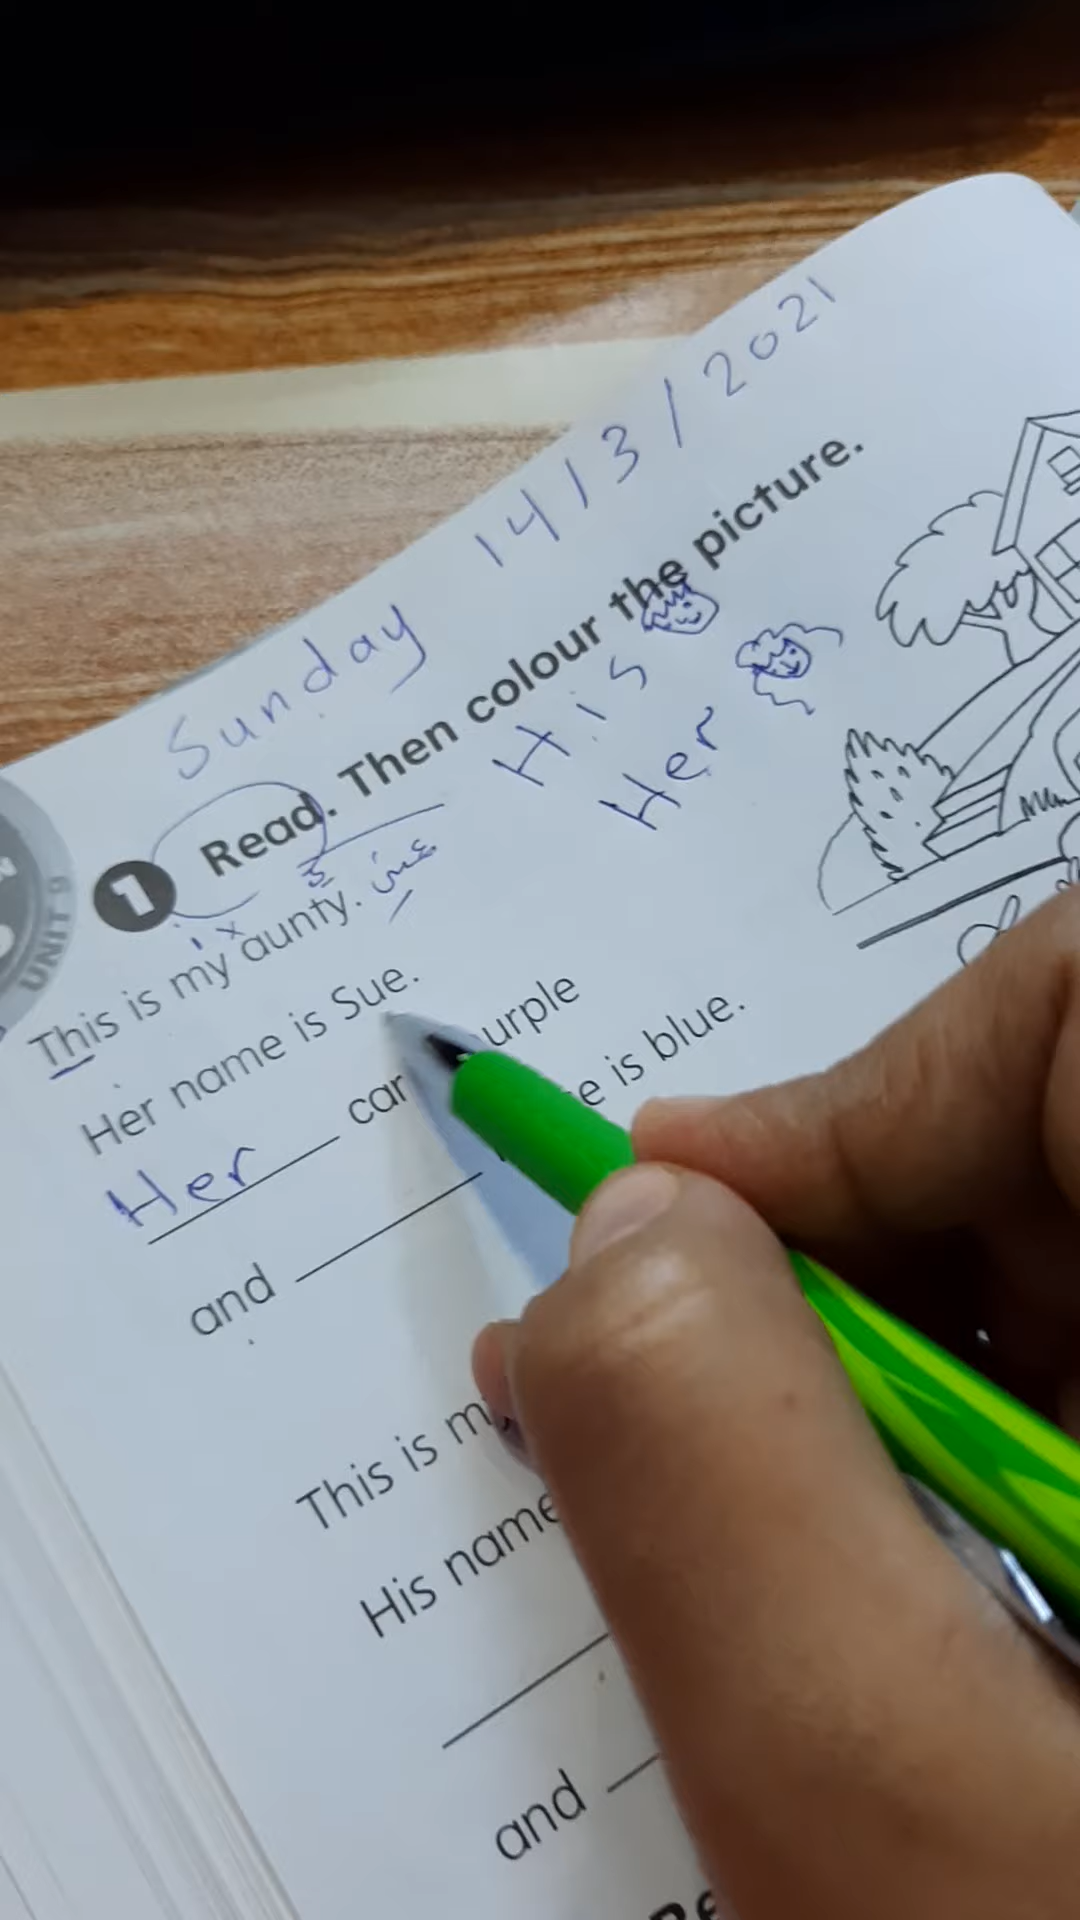 Sunday 14/3/2021
UNIT 9
1 Read. Then colour the picture.
His
Her
This is my aunty.
Her name is Sue.
Her car urple
and e is blue.
This is m
His name
and
Re